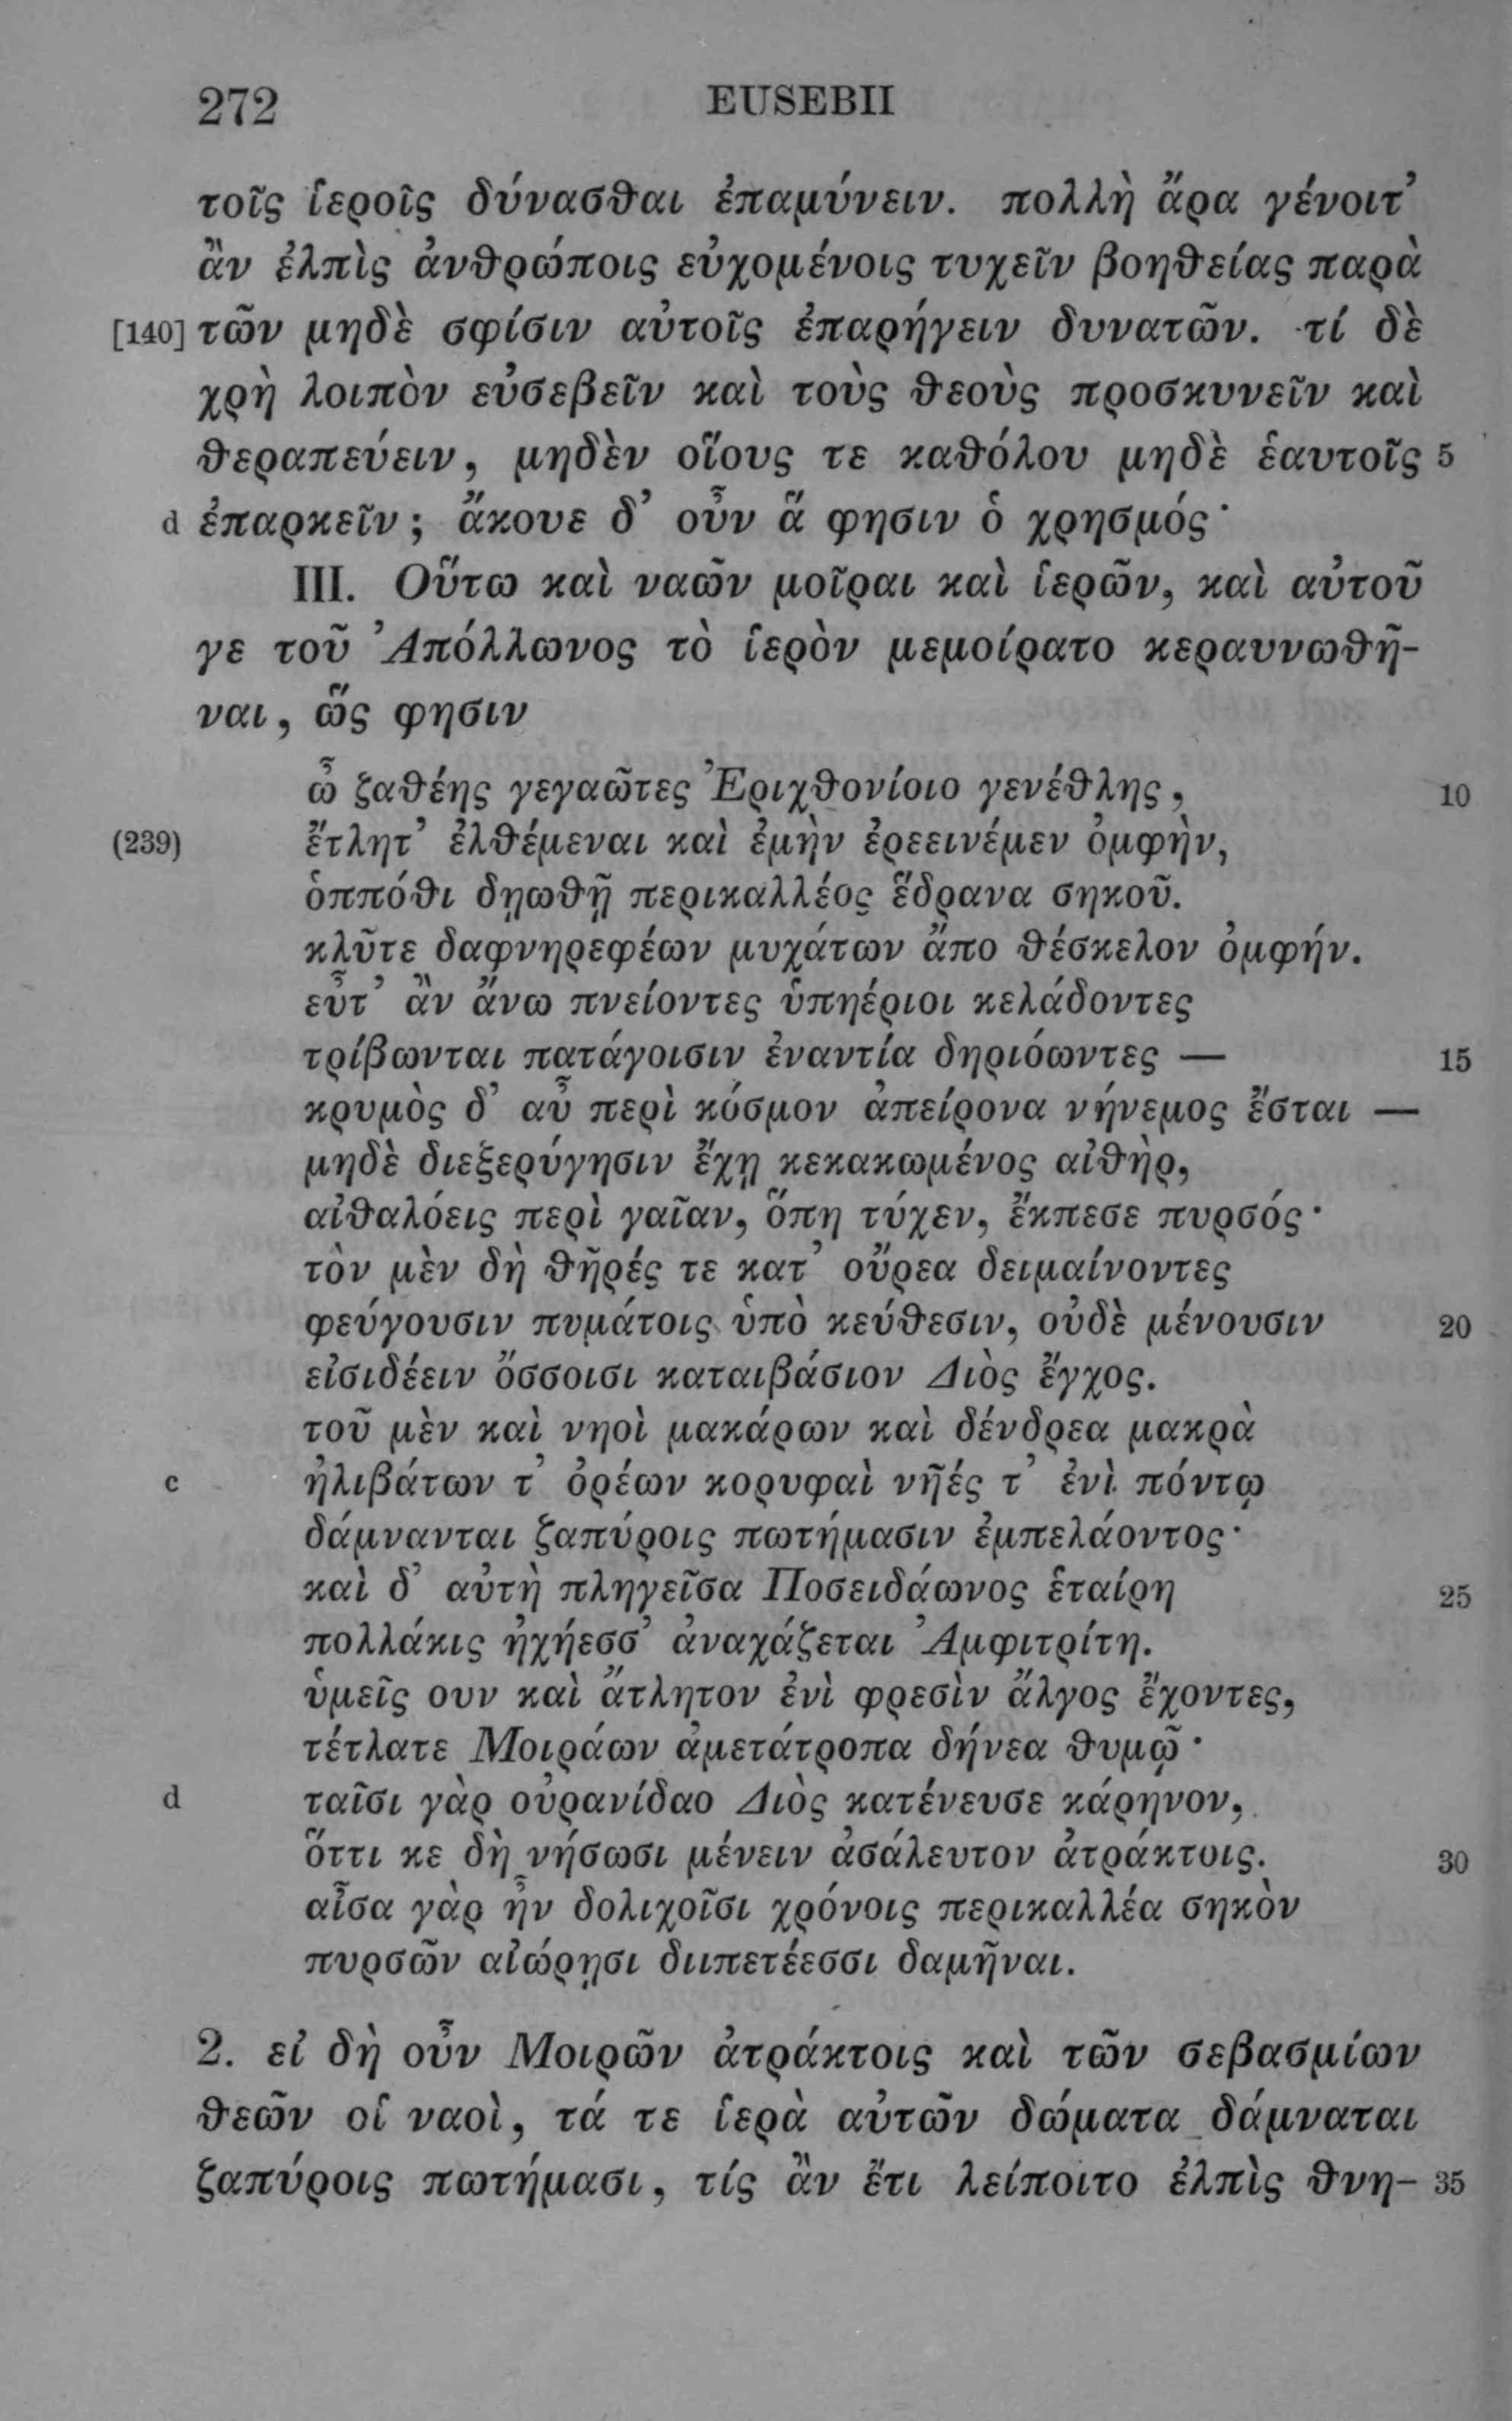 272 EUSEBII
τοῖς ἱεροῖς δύνασθαι ἐπαμύνειν. πολλὴ ἄρα γένοιτ᾽
ἂν ἐλπὶς ἀνθρώποις εὐχομένοις τυχεῖν βοηθείας παρὰ
[140] τῶν μηδὲ σφίσιν αὐτοῖς ἐπαρήγειν δυνατῶν. τί δὲ
χρὴ λοιπὸν εὐσεβεῖν καὶ τοὺς θεοὺς προσκυνεῖν καὶ
θεραπεύειν, μηδὲν οἵους τε καθόλου μηδὲ ἑαυτοῖς 5
d ἐπαρκεῖν; ἄκουε δ᾽ οὖν ἅ φησιν ὁ χρησμός·
III. Οὕτω καὶ ναῶν μοῖραι καὶ ἱερῶν, καὶ αὐτοῦ
γε τοῦ Ἀπόλλωνος τὸ ἱερὸν μεμοίρατο κεραυνωθῆ-
ναι, ὥς φησιν
ὦ ζαθέης γεγαῶτες Ἐριχθονίοιο γενέθλης, 10
(239) ἔτλητ᾽ ἐλθέμεναι καὶ ἐμὴν ἐρεεινέμεν ὀμφὴν,
ὁππόθι δῃωθῇ περικαλλέος ἕδρανα σηκοῦ.
κλῦτε δαφνηρεφέων μυχάτων ἄπο θέσκελον ὀμφήν.
εὖτ᾽ ἂν ἄνω πνείοντες ὑπηέριοι κελάδοντες
τρίβωνται πατάγοισιν ἐναντία δηριόωντες — 15
κρυμὸς δ᾽ αὖ περὶ κόσμον ἀπείρονα νήνεμος ἔσται —
μηδὲ διεξερύγησιν ἔχῃ κεκακωμένος αἰθὴρ,
αἰθαλόεις περὶ γαῖαν, ὅπη τύχεν, ἔκπεσε πυρσός·
τὸν μὲν δὴ θῆρές τε κατ᾽ οὔρεα δειμαίνοντες
φεύγουσιν πυμάτοις ὑπὸ κεύθεσιν, οὐδὲ μένουσιν 20
εἰσιδέειν ὄσσοισι καταιβάσιον Διὸς ἔγχος.
τοῦ μὲν καὶ νηοὶ μακάρων καὶ δένδρεα μακρὰ
c ἠλιβάτων τ᾽ ὀρέων κορυφαὶ νῆές τ᾽ ἐνὶ πόντῳ
δάμνανται ζαπύροις πωτήμασιν ἐμπελάοντος·
καὶ δ᾽ αὐτὴ πληγεῖσα Ποσειδάωνος ἑταίρη 25
πολλάκις ἠχήεσσ᾽ ἀναχάζεται Ἀμφιτρίτη.
ὑμεῖς ουν καὶ ἄτλητον ἐνὶ φρεσὶν ἄλγος ἔχοντες,
τέτλατε Μοιράων ἀμετάτροπα δήνεα θυμῷ·
d ταῖσι γὰρ οὐρανίδαο Διὸς κατένευσε κάρηνον,
ὅττι κε δὴ νήσωσι μένειν ἀσάλευτον ἀτράκτοις. 30
αἶσα γὰρ ἦν δολιχοῖσι χρόνοις περικαλλέα σηκὸν
πυρσῶν αἰώρῃσι διιπετέεσσι δαμῆναι.
2. εἰ δὴ οὖν Μοιρῶν ἀτράκτοις καὶ τῶν σεβασμίων
θεῶν οἱ ναοὶ, τά τε ἱερὰ αὐτῶν δώματα δάμναται
ζαπύροις πωτήμασι, τίς ἂν ἔτι λείποιτο ἐλπὶς θνη- 35